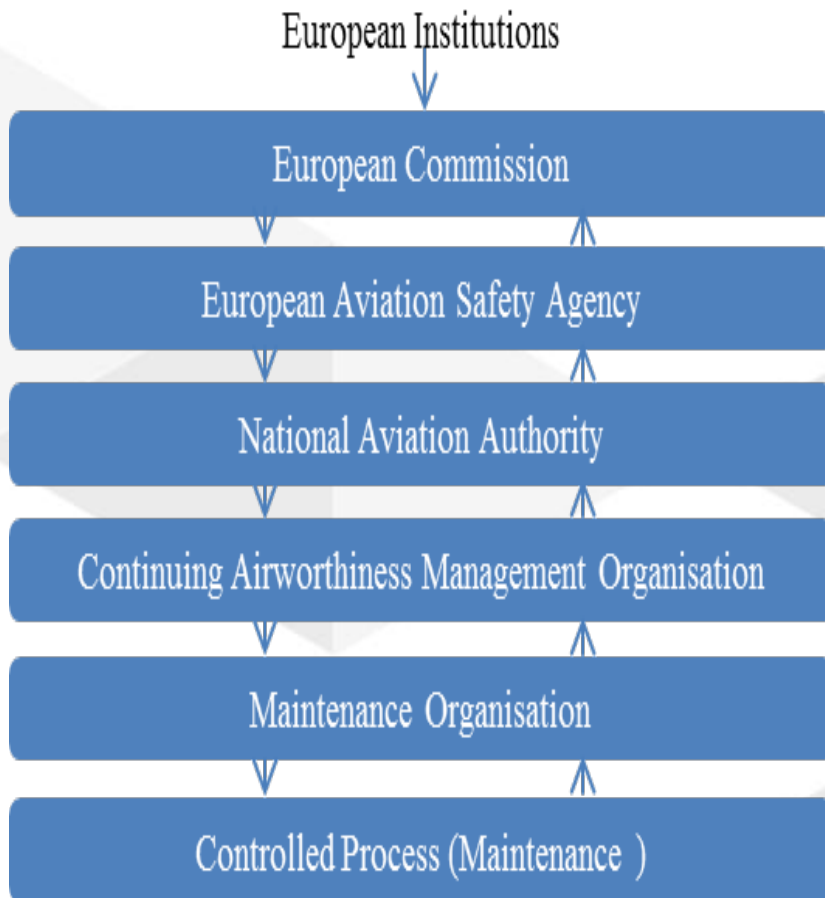 European Institutions
European Commission
European Aviation Safety Agency
National Aviation Authority
Continuing Airworthiness Management Organisation
Maintenance Organisation
Controlled Process (Maintenance )